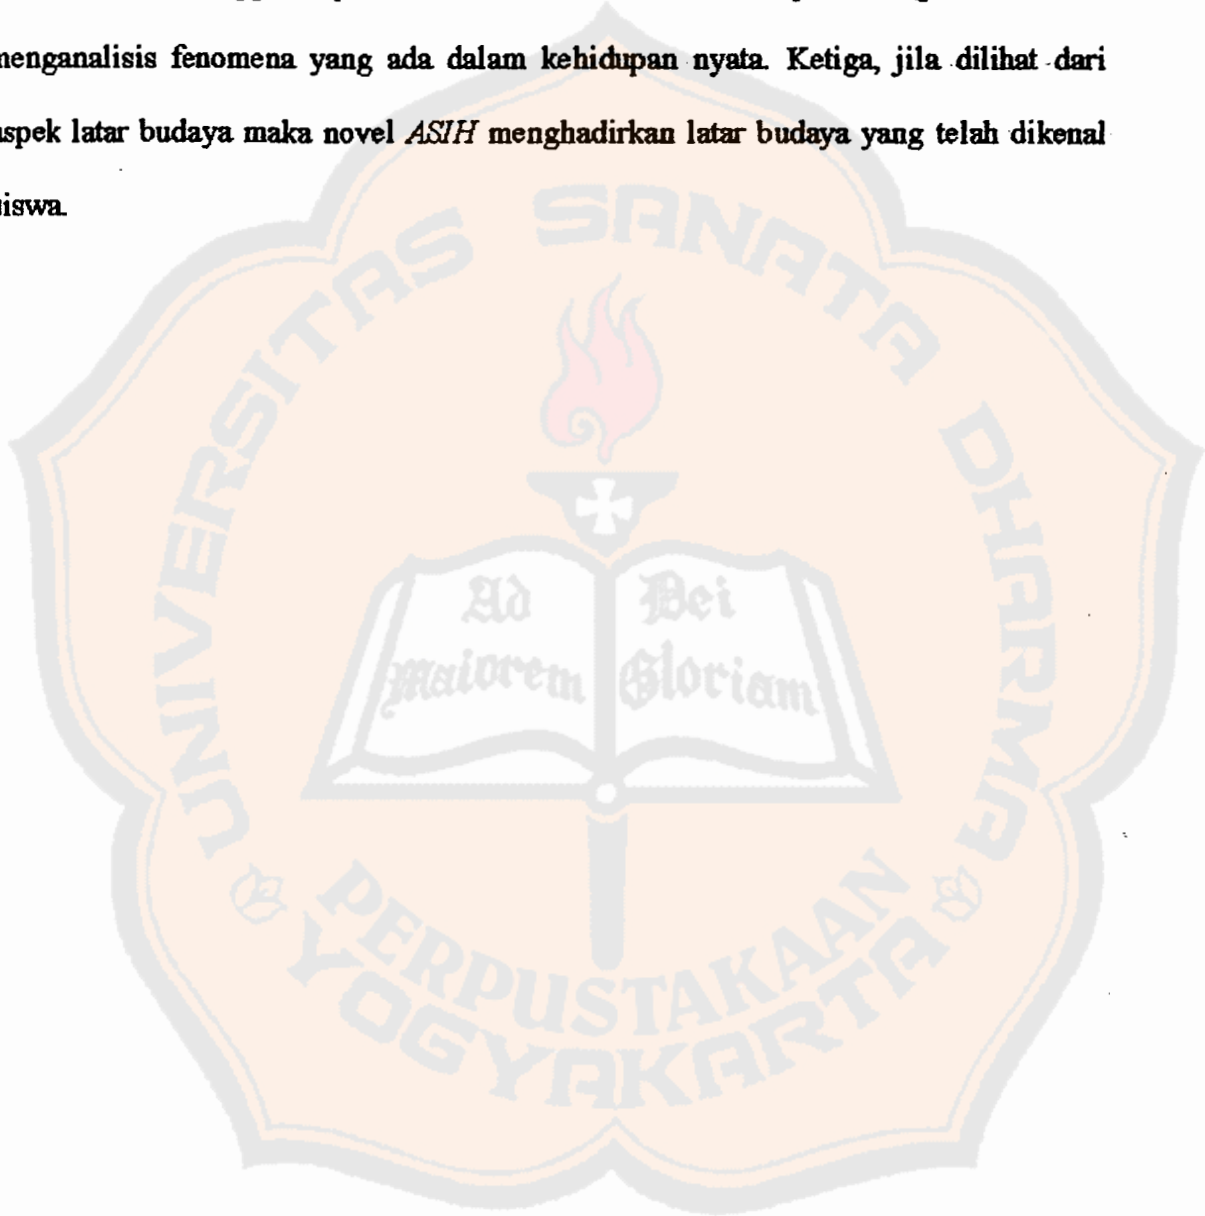 menganalisis fenomena yang ada dalam kehidupan nyata. Ketiga, jila dilihat dari
aspek latar budaya maka novel ASIH menghadirkan latar budaya yang telah dikenal
siswa.
UNIVERSITAS SANATA DHARMA
Ad Dei
maiorem Gloriam
PERPUSTAKAAN
YOGYAKARTA